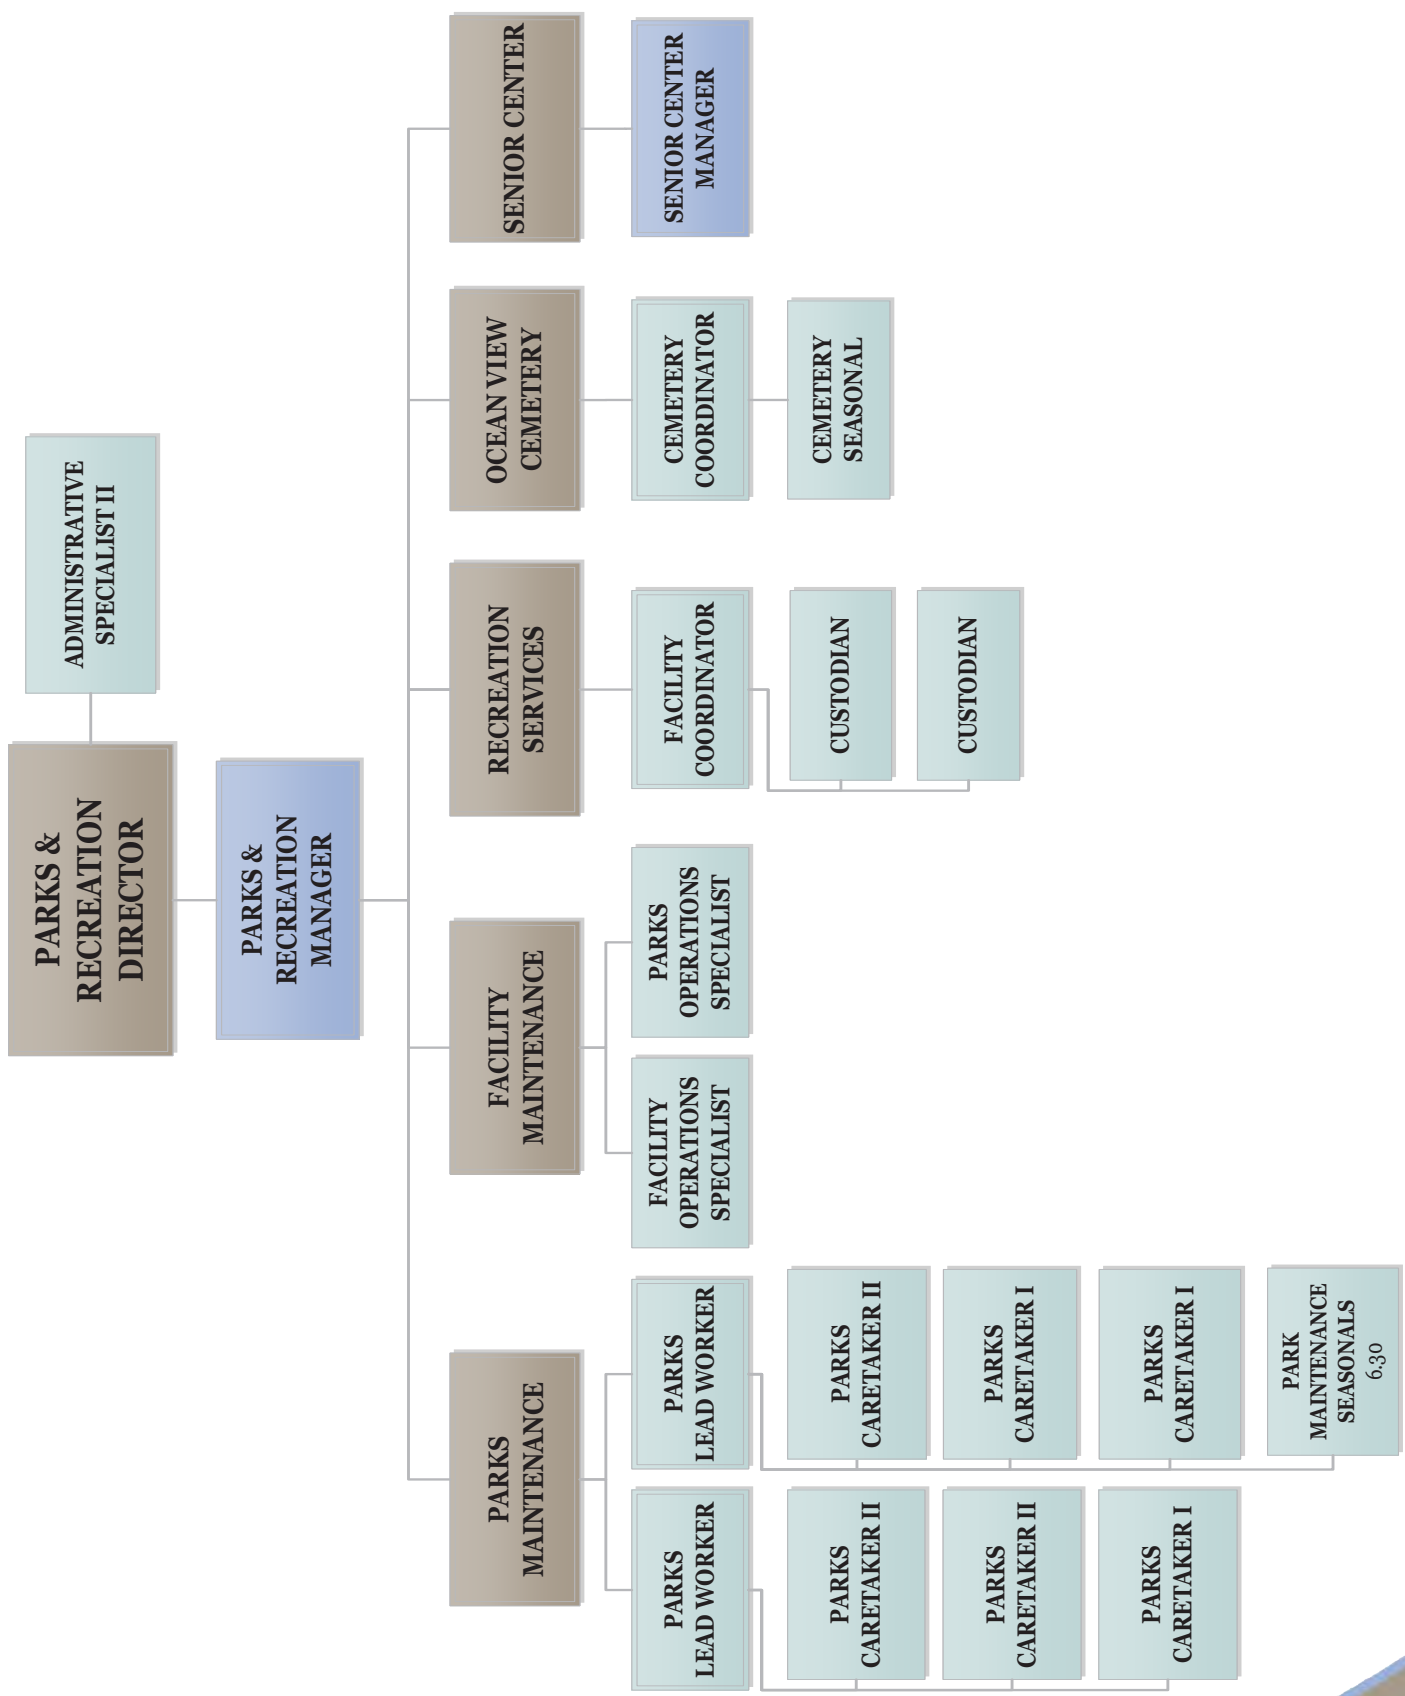 PARKS &
RECREATION
DIRECTOR
ADMINISTRATIVE
SPECIALIST II
PARKS &
RECREATION
MANAGER
PARKS
MAINTENANCE
FACILITY
MAINTENANCE
RECREATION
SERVICES
OCEAN VIEW
CEMETERY
SENIOR CENTER
PARKS
LEAD WORKER
PARKS
LEAD WORKER
FACILITY
OPERATIONS
SPECIALIST
PARKS
OPERATIONS
SPECIALIST
FACILITY
COORDINATOR
CEMETERY
COORDINATOR
SENIOR CENTER
MANAGER
PARKS
CARETAKER II
PARKS
CARETAKER II
CUSTODIAN
CEMETERY
SEASONAL
PARKS
CARETAKER II
PARKS
CARETAKER I
CUSTODIAN
PARKS
CARETAKER I
PARKS
CARETAKER I
PARK
MAINTENANCE
SEASONALS
6.30